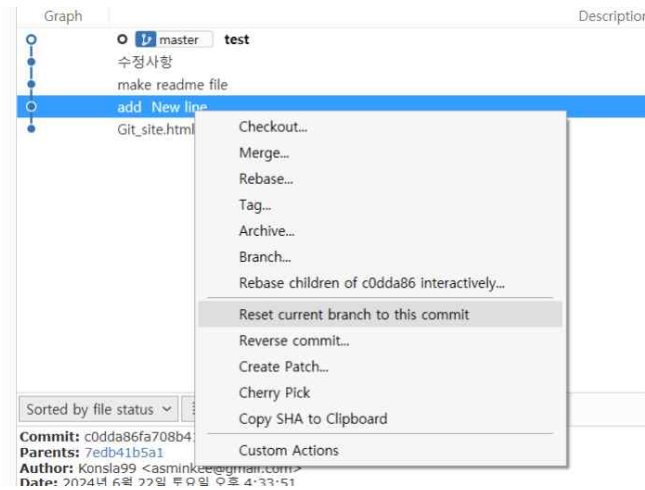 Graph Description
master test
수정사항
make readme file
add New line
Git_site.html
Checkout...
Merge...
Rebase...
Tag...
Archive...
Branch...
Rebase children of c0dda86 interactively...
Reset current branch to this commit
Reverse commit...
Create Patch...
Cherry Pick
Copy SHA to Clipboard
Custom Actions
Sorted by file status
Commit: c0dda86fa708b4
Parents: 7edb41b5a1
Author: Konsla99 <asminkee@gmail.com>
Date: 2024년 6월 22일 토요일 오후 4:33:51